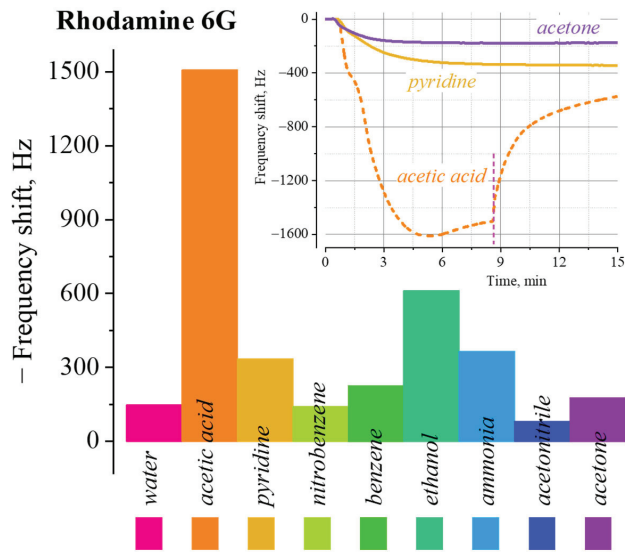 Rhodamine 6G
– Frequency shift, Hz
1500
1200
900
600
300
0
water
acetic acid
pyridine
nitrobenzene
benzene
ethanol
ammonia
acetonitrile
acetone
Frequency shift, Hz
0
−400
−800
−1200
−1600
acetone
pyridine
acetic acid
0 3 6 9 12 15
Time, min